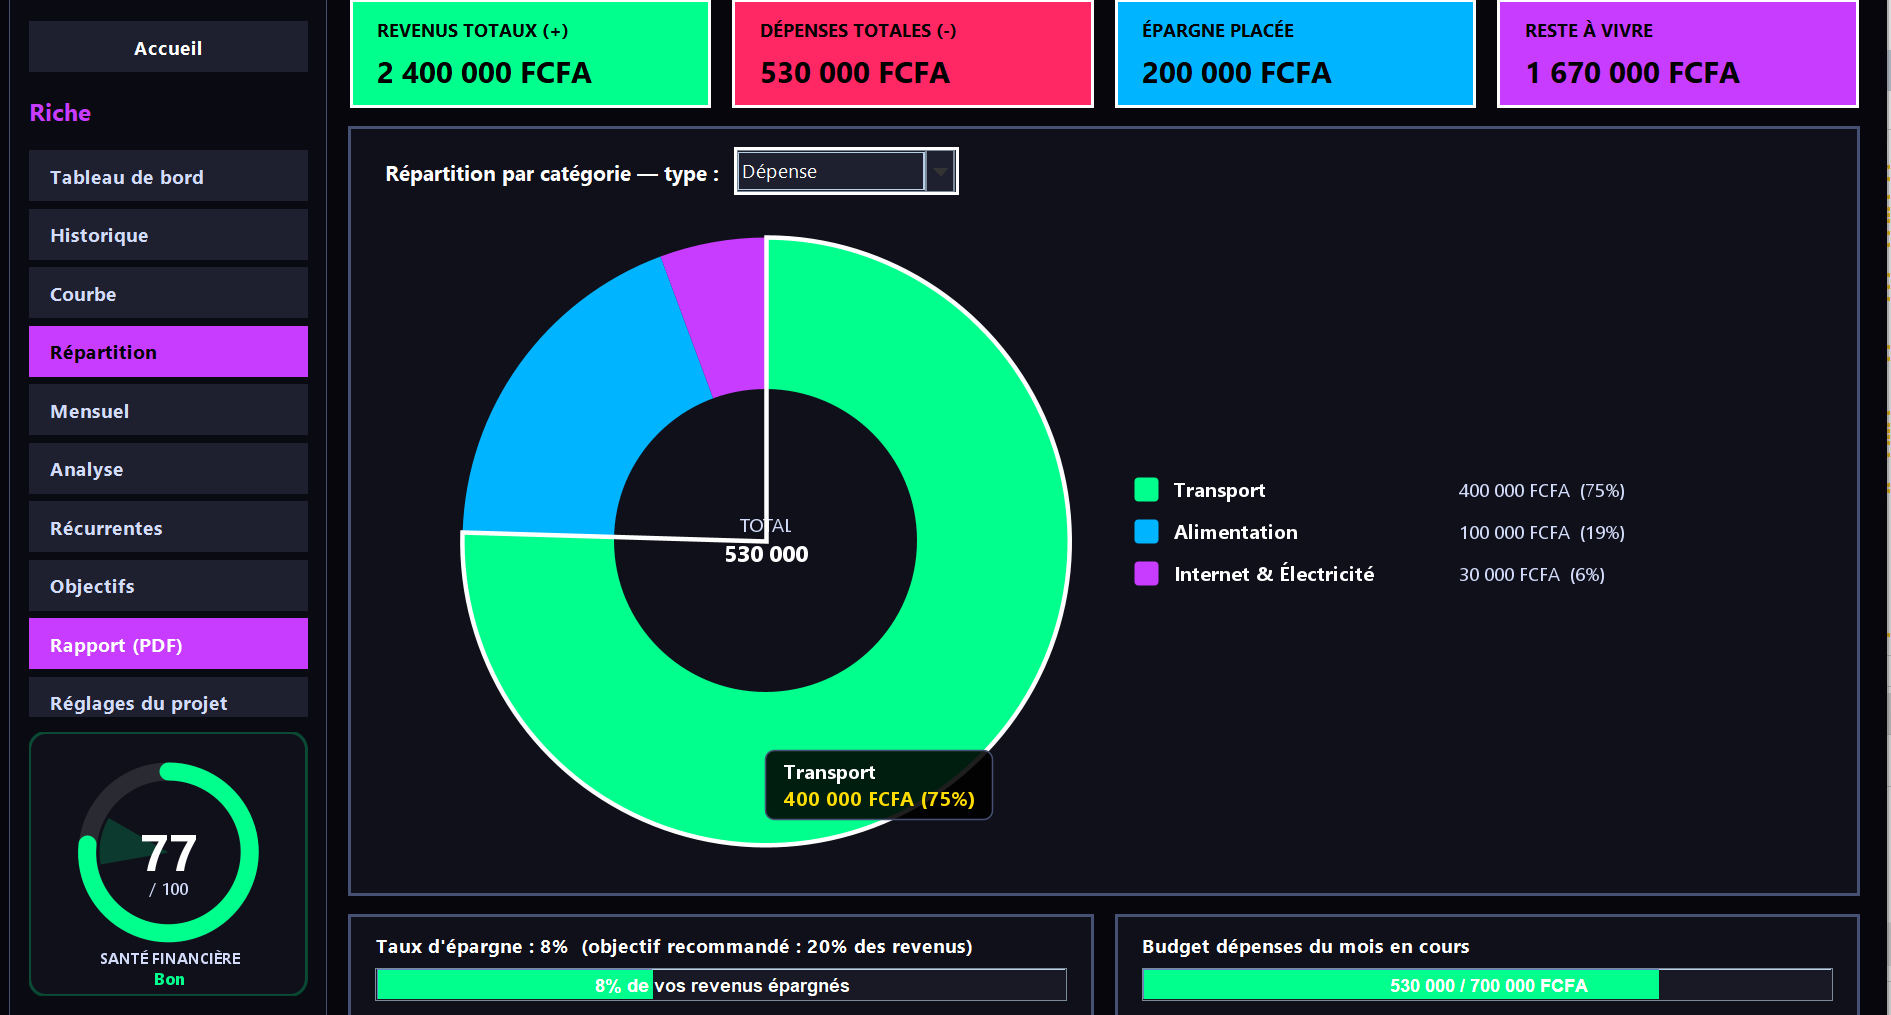 Accueil
Riche
Tableau de bord
Historique
Courbe
Répartition
Mensuel
Analyse
Récurrentes
Objectifs
Rapport (PDF)
Réglages du projet
77
/ 100
SANTÉ FINANCIÈRE
Bon
REVENUS TOTAUX (+)
2 400 000 FCFA
DÉPENSES TOTALES (-)
530 000 FCFA
ÉPARGNE PLACÉE
200 000 FCFA
RESTE À VIVRE
1 670 000 FCFA
Répartition par catégorie — type : Dépense
TOTAL
530 000
Transport 400 000 FCFA (75%)
Alimentation 100 000 FCFA (19%)
Internet & Électricité 30 000 FCFA (6%)
Transport
400 000 FCFA (75%)
Taux d'épargne : 8% (objectif recommandé : 20% des revenus)
8% de vos revenus épargnés
Budget dépenses du mois en cours
530 000 / 700 000 FCFA